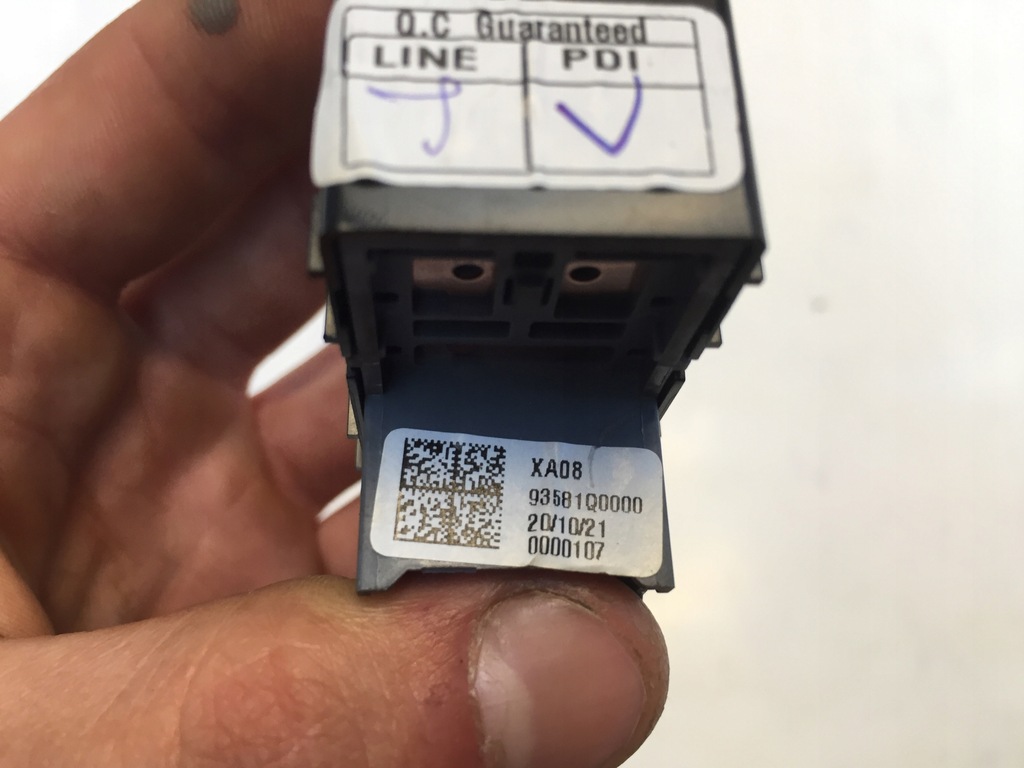 Q.C Guaranteed
LINE PDI
XA08
93581Q0000
20/10/21
0000107